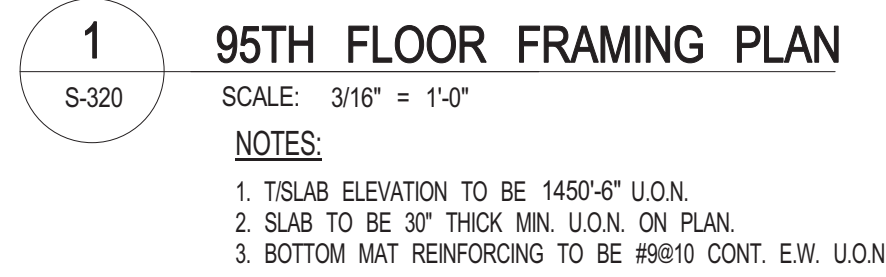 1
95TH FLOOR FRAMING PLAN
S-320
SCALE: 3/16" = 1'-0"
NOTES:
1. T/SLAB ELEVATION TO BE 1450'-6" U.O.N.
2. SLAB TO BE 30" THICK MIN. U.O.N. ON PLAN.
3. BOTTOM MAT REINFORCING TO BE #9@10 CONT. E.W. U.O.N